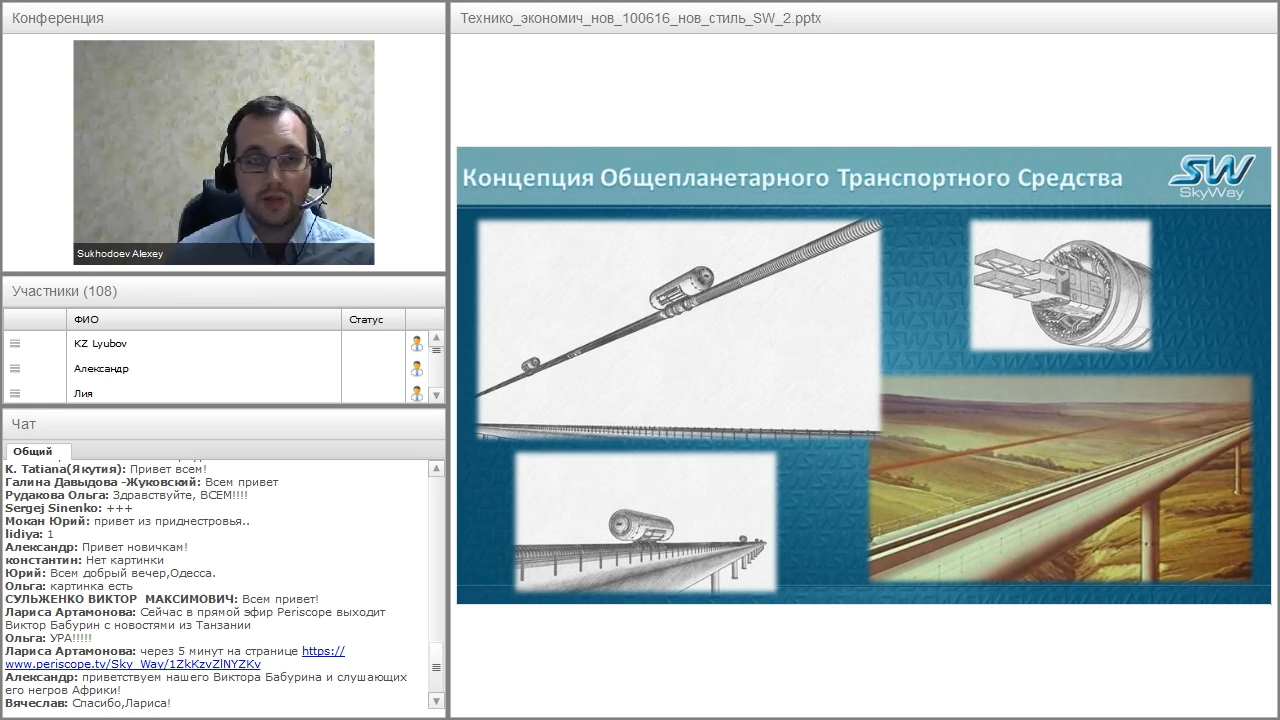 Конференция
Sukhodoev Alexey
Участники (108)
ФИО
Статус
KZ Lyubov
Александр
Лия
Чат
Общий
K. Tatiana(Якутия): Привет всем!
Галина Давыдова -Жуковский: Всем привет
Рудакова Ольга: Здравствуйте, ВСЕМ!!!!
Sergej Sinenko: +++
Мокан Юрий: привет из приднестровья..
lidiya: 1
Александр: Привет новичкам!
константин: Нет картинки
Юрий: Всем добрый вечер,Одесса.
Ольга: картинка есть
СУЛЬЖЕНКО ВИКТОР МАКСИМОВИЧ: Всем привет!
Лариса Артамонова: Сейчас в прямой эфир Periscope выходит
Виктор Бабурин с новостями из Танзании
Ольга: УРА!!!!!
Лариса Артамонова: через 5 минут на странице https://
www.periscope.tv/Sky_Way/1ZkKzvZlNYZKv
Александр: приветствуем нашего Виктора Бабурина и слушающих
его негров Африки!
Вячеслав: Спасибо,Лариса!
Технико_экономич_нов_100616_нов_стиль_SW_2.pptx
Концепция Общепланетарного Транспортного Средства
SW
SkyWay